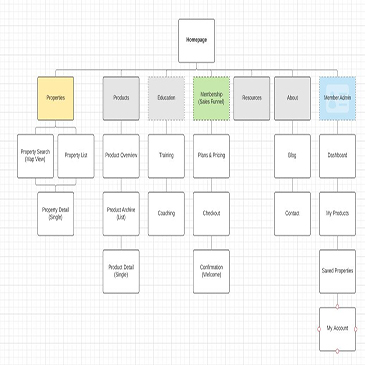 Homepage
Properties
Products
Education
Membership
(Sales Funnel)
Resources
About
Member Admin
Property Search
(Map View)
Property List
Product Overview
Training
Plans & Pricing
Blog
Dashboard
Property Detail
(Single)
Product Archive
(List)
Coaching
Checkout
Contact
My Products
Product Detail
(Single)
Confirmation
(Welcome)
Saved Properties
My Account